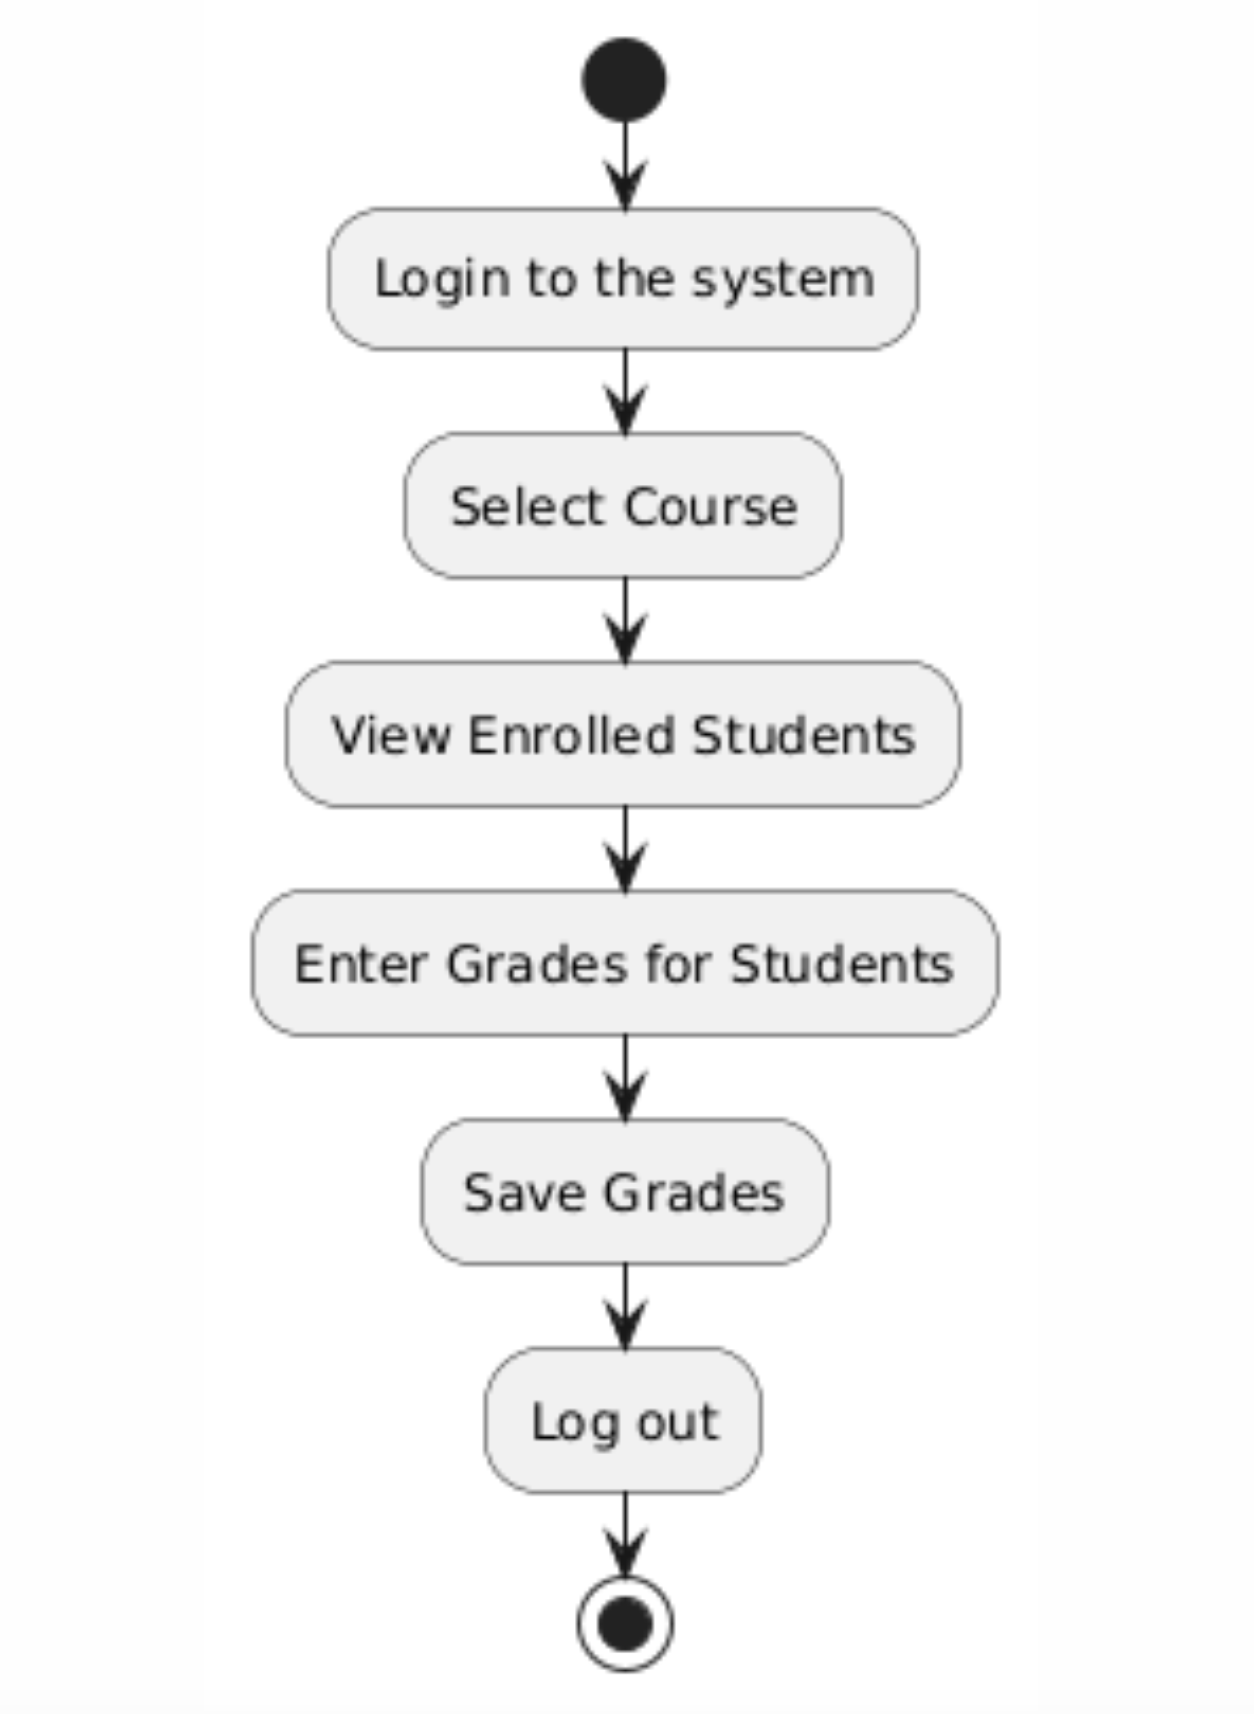 Login to the system
Select Course
View Enrolled Students
Enter Grades for Students
Save Grades
Log out